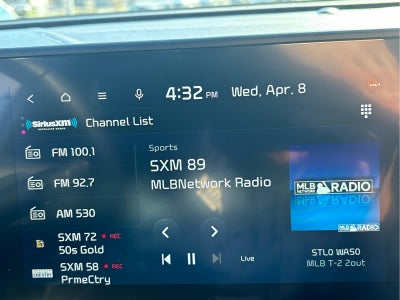 4:32 PM Wed, Apr. 8
SiriusXM Channel List
FM 100.1
FM 92.7
AM 530
SXM 72 REC
50s Gold
SXM 58 REC
PrmeCtry
Sports
SXM 89
MLBNetwork Radio
Live
MLB RADIO
STL0 WAS0
MLB T-2 2out